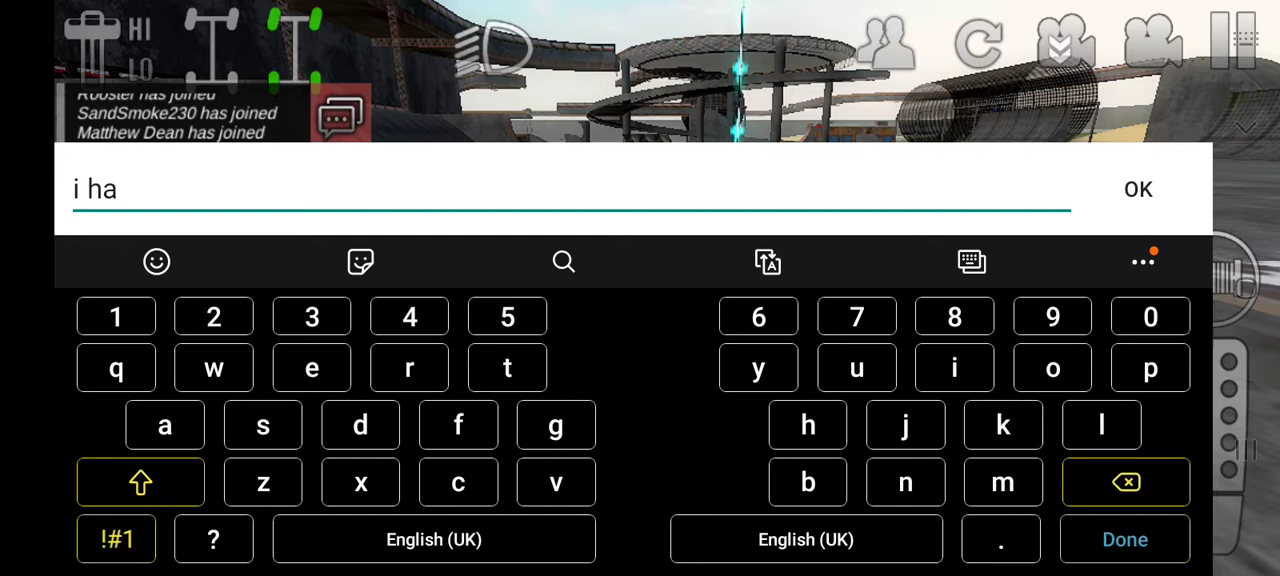 HI
LO
Rooster has joined
SandSmoke230 has joined
Matthew Dean has joined
i ha
OK
1 2 3 4 5 6 7 8 9 0
q w e r t y u i o p
a s d f g h j k l
z x c v b n m
!#1 ? English (UK) English (UK) . Done